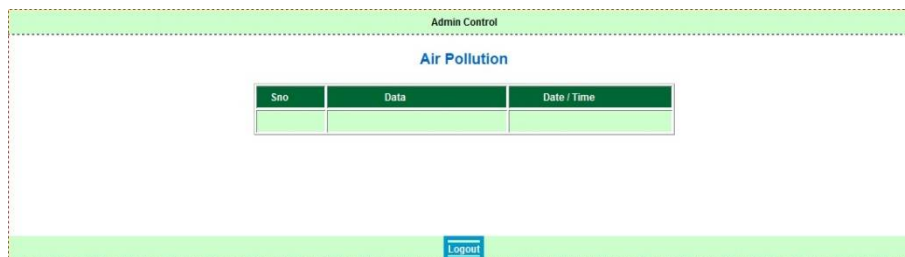 Admin Control
Air Pollution
Sno Data Date / Time
Logout